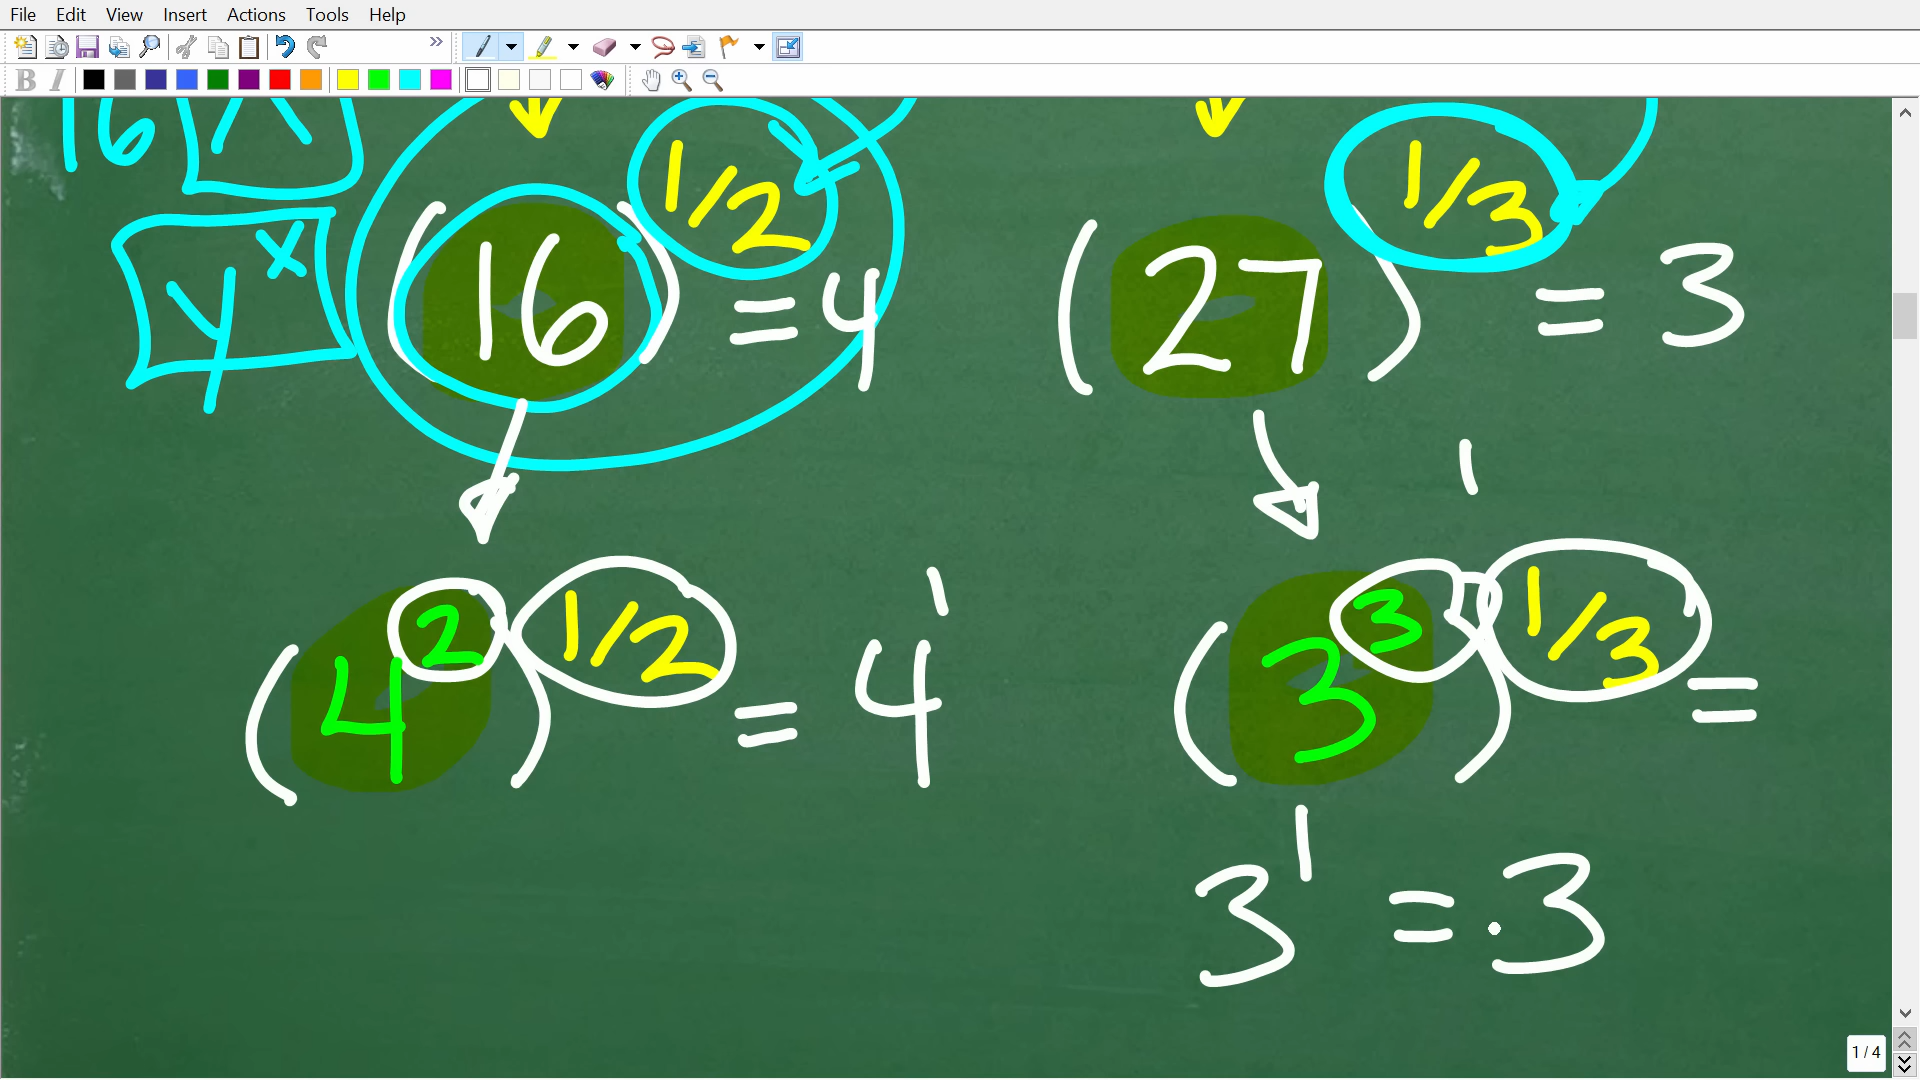 File Edit View Insert Actions Tools Help
B I
16
y^x
(16)^1/2 = 4
(27)^1/3 = 3
(4^2)^1/2 = 4^1
(3^3)^1/3 =
3^1 = 3
1 / 4